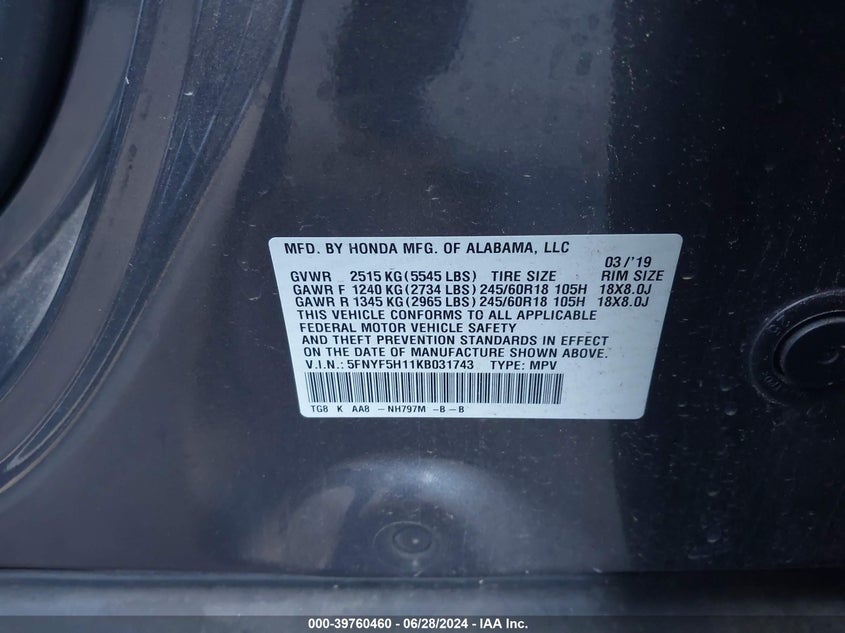 MFD. BY HONDA MFG. OF ALABAMA, LLC
03/'19
GVWR 2515 KG(5545 LBS) TIRE SIZE RIM SIZE
GAWR F 1240 KG(2734 LBS)245/60R18 105H 18X8.0J
GAWR R 1345 KG(2965 LBS)245/60R18 105H 18X8.0J
THIS VEHICLE CONFORMS TO ALL APPLICABLE
FEDERAL MOTOR VEHICLE SAFETY
AND THEFT PREVENTION STANDARDS IN EFFECT
ON THE DATE OF MANUFACTURE SHOWN ABOVE.
V.I.N.: 5FNYF5H11KB031743 TYPE: MPV
TG8 K AA8 -NH797M -B-B
000-39760460 - 06/28/2024 - IAA Inc.